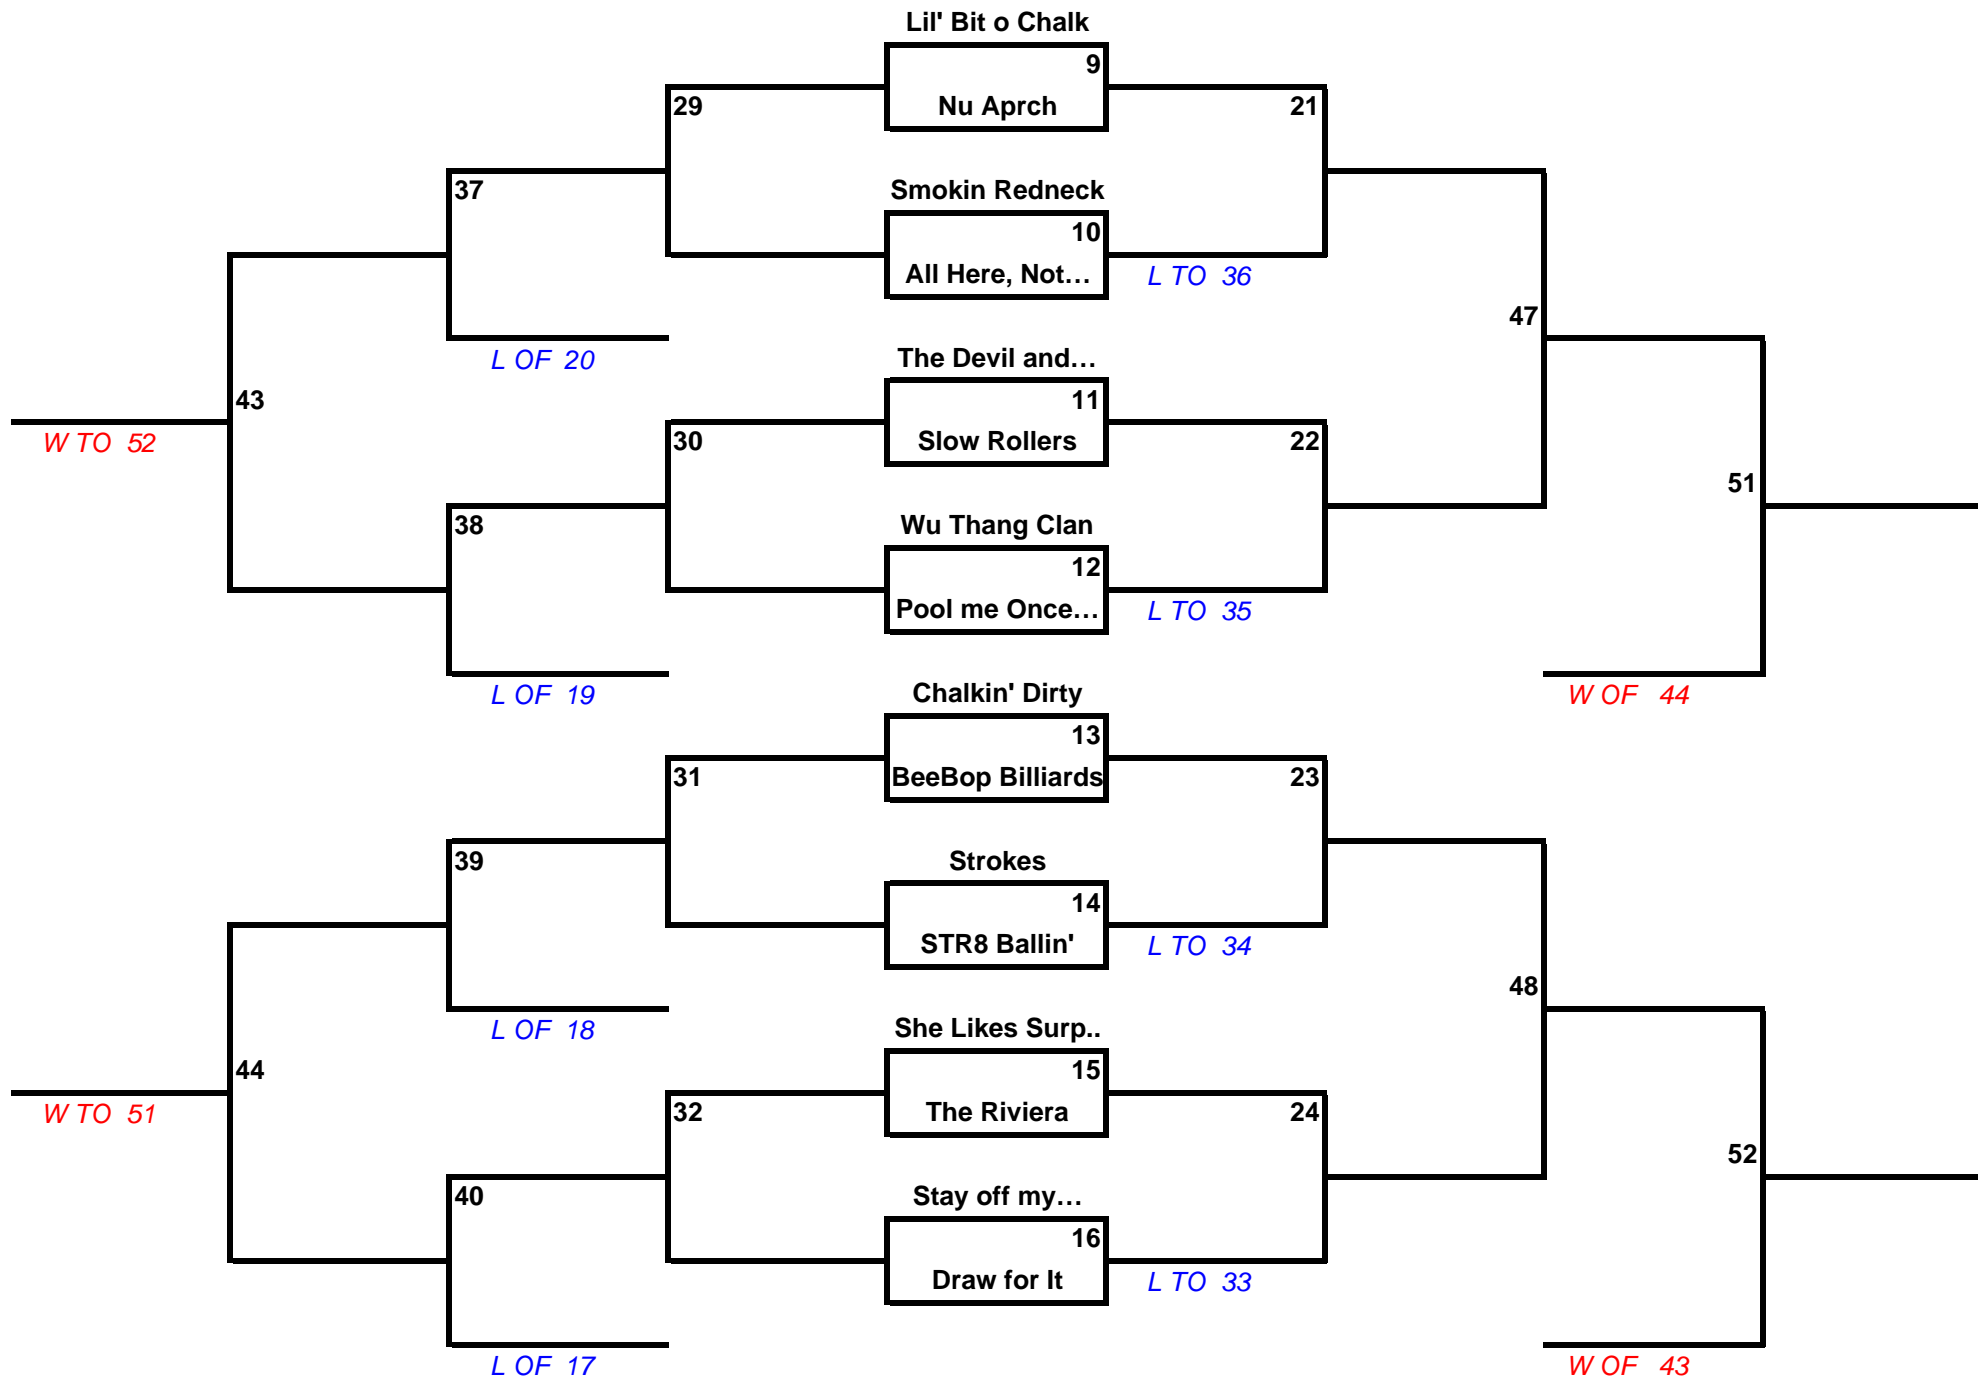 Lil' Bit o Chalk
9
29
Nu Aprch
21
37
Smokin Redneck
10
All Here, Not...
L TO 36
47
L OF 20
The Devil and...
43
11
W TO 52
30
Slow Rollers
22
51
38
Wu Thang Clan
12
Pool me Once...
L TO 35
L OF 19
Chalkin' Dirty
W OF 44
13
31
BeeBop Billiards
23
39
Strokes
14
STR8 Ballin'
L TO 34
48
L OF 18
She Likes Surp..
44
15
W TO 51
32
The Riviera
24
52
40
Stay off my...
16
Draw for It
L TO 33
L OF 17
W OF 43